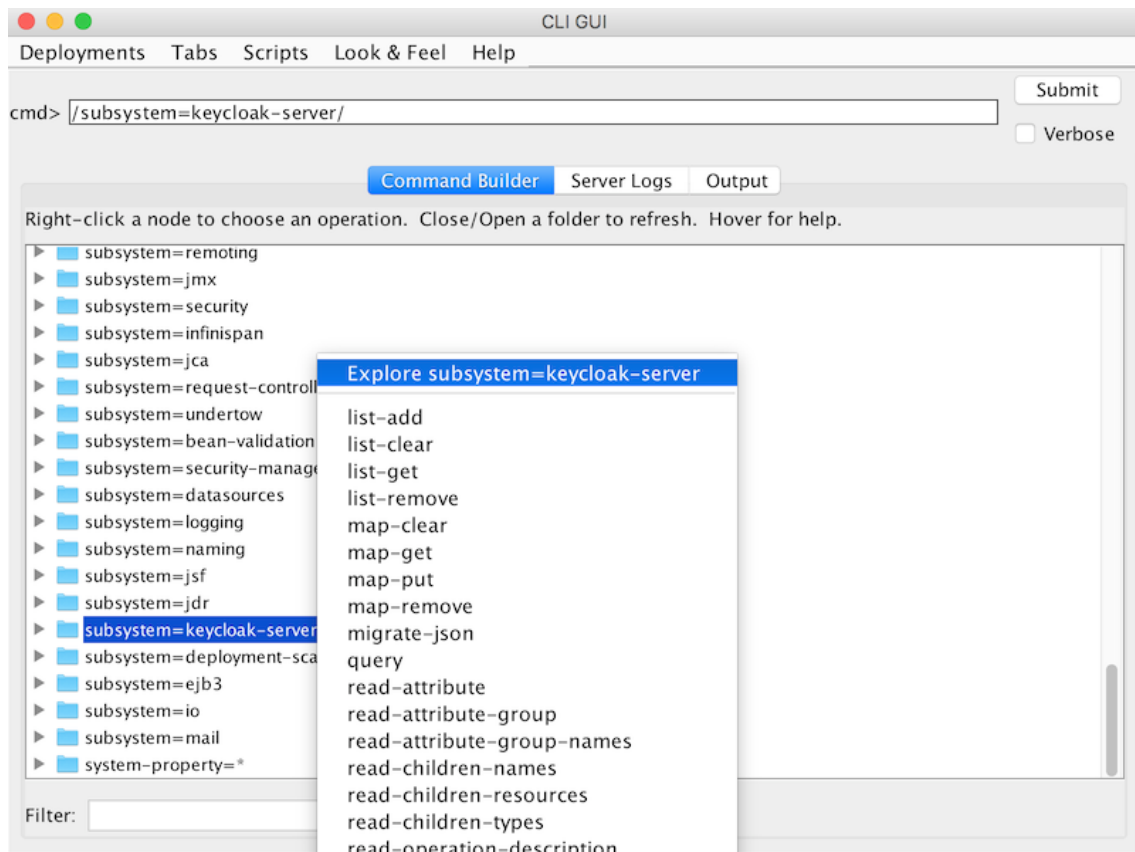 CLI GUI
Deployments Tabs Scripts Look & Feel Help
Submit
cmd> /subsystem=keycloak-server/
Verbose
Command Builder Server Logs Output
Right-click a node to choose an operation. Close/Open a folder to refresh. Hover for help.
subsystem=remoting
subsystem=jmx
subsystem=security
subsystem=infinispan
subsystem=jca
subsystem=request-controll
subsystem=undertow
subsystem=bean-validation
subsystem=security-manage
subsystem=datasources
subsystem=logging
subsystem=naming
subsystem=jsf
subsystem=jdr
subsystem=keycloak-server
subsystem=deployment-sca
subsystem=ejb3
subsystem=io
subsystem=mail
system-property=*
Explore subsystem=keycloak-server
list-add
list-clear
list-get
list-remove
map-clear
map-get
map-put
map-remove
migrate-json
query
read-attribute
read-attribute-group
read-attribute-group-names
read-children-names
read-children-resources
read-children-types
read-operation-description
Filter: